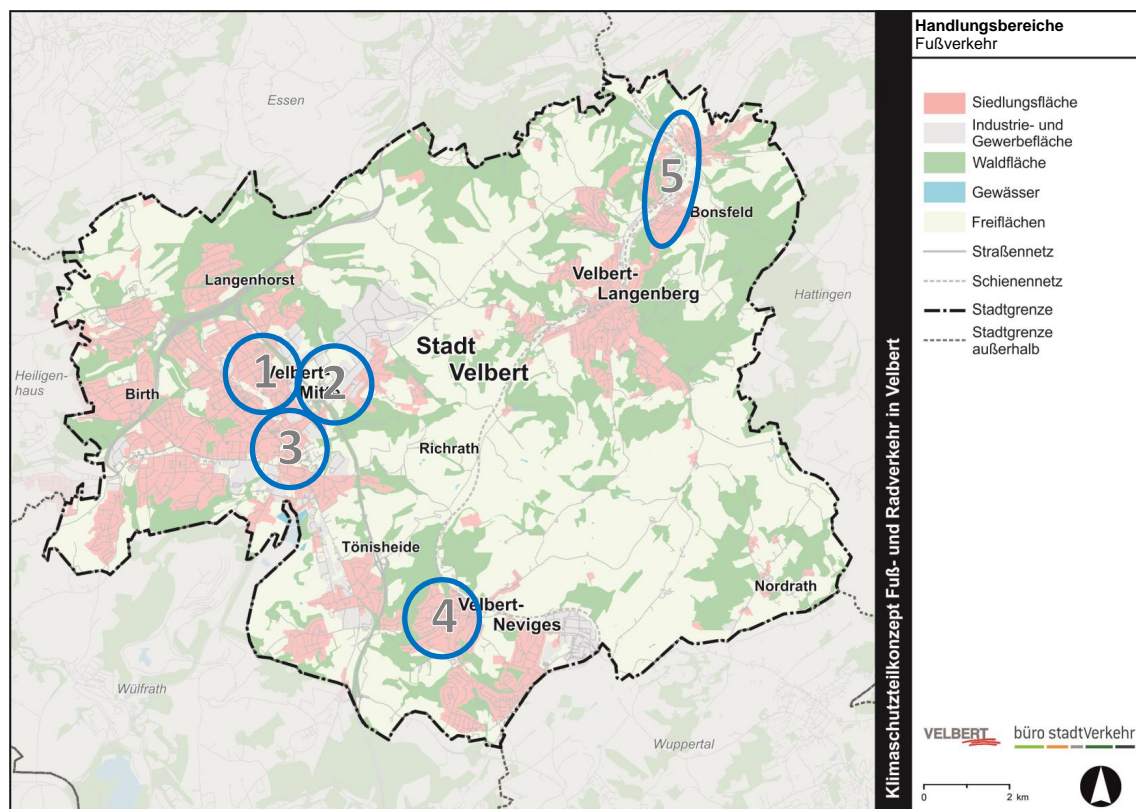 Handlungsbereiche
Fußverkehr
Siedlungsfläche
Industrie- und
Gewerbefläche
Waldfläche
Gewässer
Freiflächen
Straßennetz
Schienennetz
Stadtgrenze
Stadtgrenze
außerhalb
Klimaschutzteilkonzept Fuß- und Radverkehr in Velbert
Essen
5
Bonsfeld
Langenhorst
Velbert-
Langenberg
Hattingen
Stadt
Velbert
Heiligen-
haus
Birth
1
Velbert-
Mitte
2
3
Richrath
Tönisheide
Nordrath
4
Velbert-
Neviges
Wülfrath
Wuppertal
VELBERT
büro stadtVerkehr
0 2 km